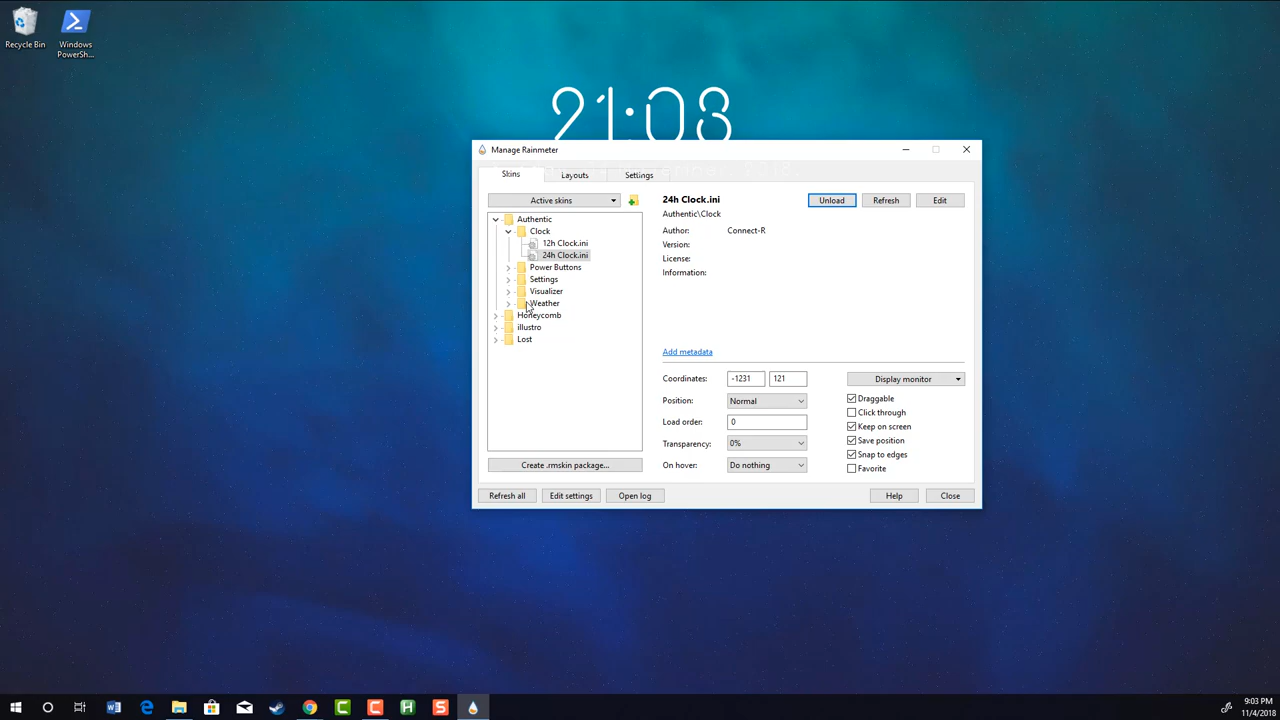 Recycle Bin
Windows
PowerSh...
21:03
Manage Rainmeter
Skins
Layouts
Settings
Active skins
Authentic
Clock
12h Clock.ini
24h Clock.ini
Power Buttons
Settings
Visualizer
Weather
Honeycomb
illustro
Lost
Create .rmskin package...
24h Clock.ini
Authentic\Clock
Author: Connect-R
Version:
License:
Information:
Unload
Refresh
Edit
Add metadata
Coordinates: -1231 121
Position: Normal
Load order: 0
Transparency: 0%
On hover: Do nothing
Display monitor
Draggable
Click through
Keep on screen
Save position
Snap to edges
Favorite
Refresh all
Edit settings
Open log
Help
Close
9:03 PM
11/4/2018